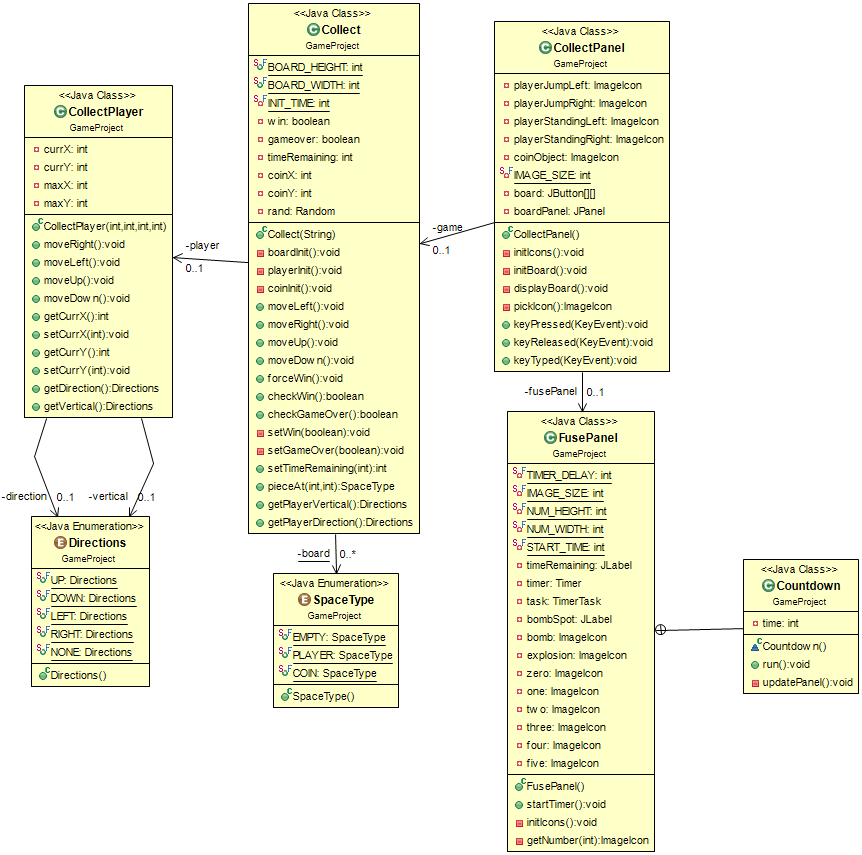 <<Java Class>>
CollectPlayer
GameProject
currX: int
currY: int
maxX: int
maxY: int
CollectPlayer(int,int,int,int)
moveRight():void
moveLeft():void
moveUp():void
moveDown():void
getCurrX():int
setCurrX(int):void
getCurrY():int
setCurrY(int):void
getDirection():Directions
getVertical():Directions
-direction
0..1
-vertical
0..1
<<Java Enumeration>>
Directions
GameProject
UP: Directions
DOWN: Directions
LEFT: Directions
RIGHT: Directions
NONE: Directions
Directions()
-player
0..1
<<Java Class>>
Collect
GameProject
BOARD_HEIGHT: int
BOARD_WIDTH: int
INIT_TIME: int
win: boolean
gameover: boolean
timeRemaining: int
coinX: int
coinY: int
rand: Random
Collect(String)
boardInit():void
playerInit():void
coinInit():void
moveLeft():void
moveRight():void
moveUp():void
moveDown():void
forceWin():void
checkWin():boolean
checkGameOver():boolean
setWin(boolean):void
setGameOver(boolean):void
setTimeRemaining(int):int
pieceAt(int,int):SpaceType
getPlayerVertical():Directions
getPlayerDirection():Directions
-board
0..*
<<Java Enumeration>>
SpaceType
GameProject
EMPTY: SpaceType
PLAYER: SpaceType
COIN: SpaceType
SpaceType()
-game
0..1
<<Java Class>>
CollectPanel
GameProject
playerJumpLeft: ImageIcon
playerJumpRight: ImageIcon
playerStandingLeft: ImageIcon
playerStandingRight: ImageIcon
coinObject: ImageIcon
IMAGE_SIZE: int
board: JButton[][]
boardPanel: JPanel
CollectPanel()
initIcons():void
initBoard():void
displayBoard():void
pickIcon():ImageIcon
keyPressed(KeyEvent):void
keyReleased(KeyEvent):void
keyTyped(KeyEvent):void
-fusePanel
0..1
<<Java Class>>
FusePanel
GameProject
TIMER_DELAY: int
IMAGE_SIZE: int
NUM_HEIGHT: int
NUM_WIDTH: int
START_TIME: int
timeRemaining: JLabel
timer: Timer
task: TimerTask
bombSpot: JLabel
bomb: ImageIcon
explosion: ImageIcon
zero: ImageIcon
one: ImageIcon
two: ImageIcon
three: ImageIcon
four: ImageIcon
five: ImageIcon
FusePanel()
startTimer():void
initIcons():void
getNumber(int):ImageIcon
<<Java Class>>
Countdown
GameProject
time: int
Countdown()
run():void
updatePanel():void